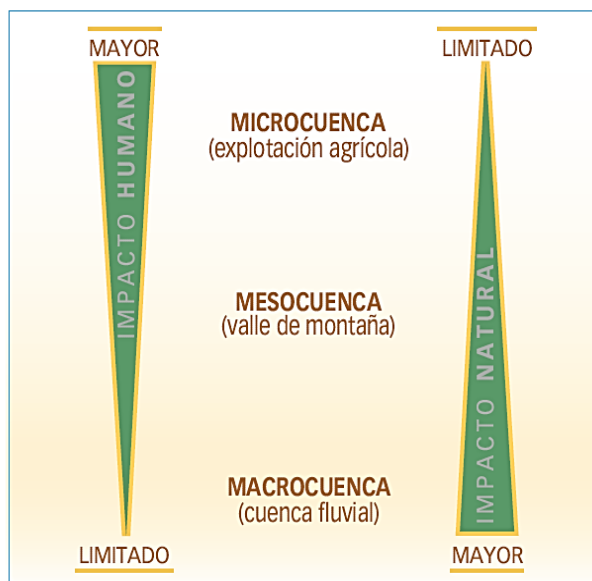 MAYOR
LIMITADO
IMPACTO HUMANO
MICROCUENCA
(explotación agrícola)
MESOCUENCA
(valle de montaña)
IMPACTO NATURAL
MACROCUENCA
(cuenca fluvial)
LIMITADO
MAYOR